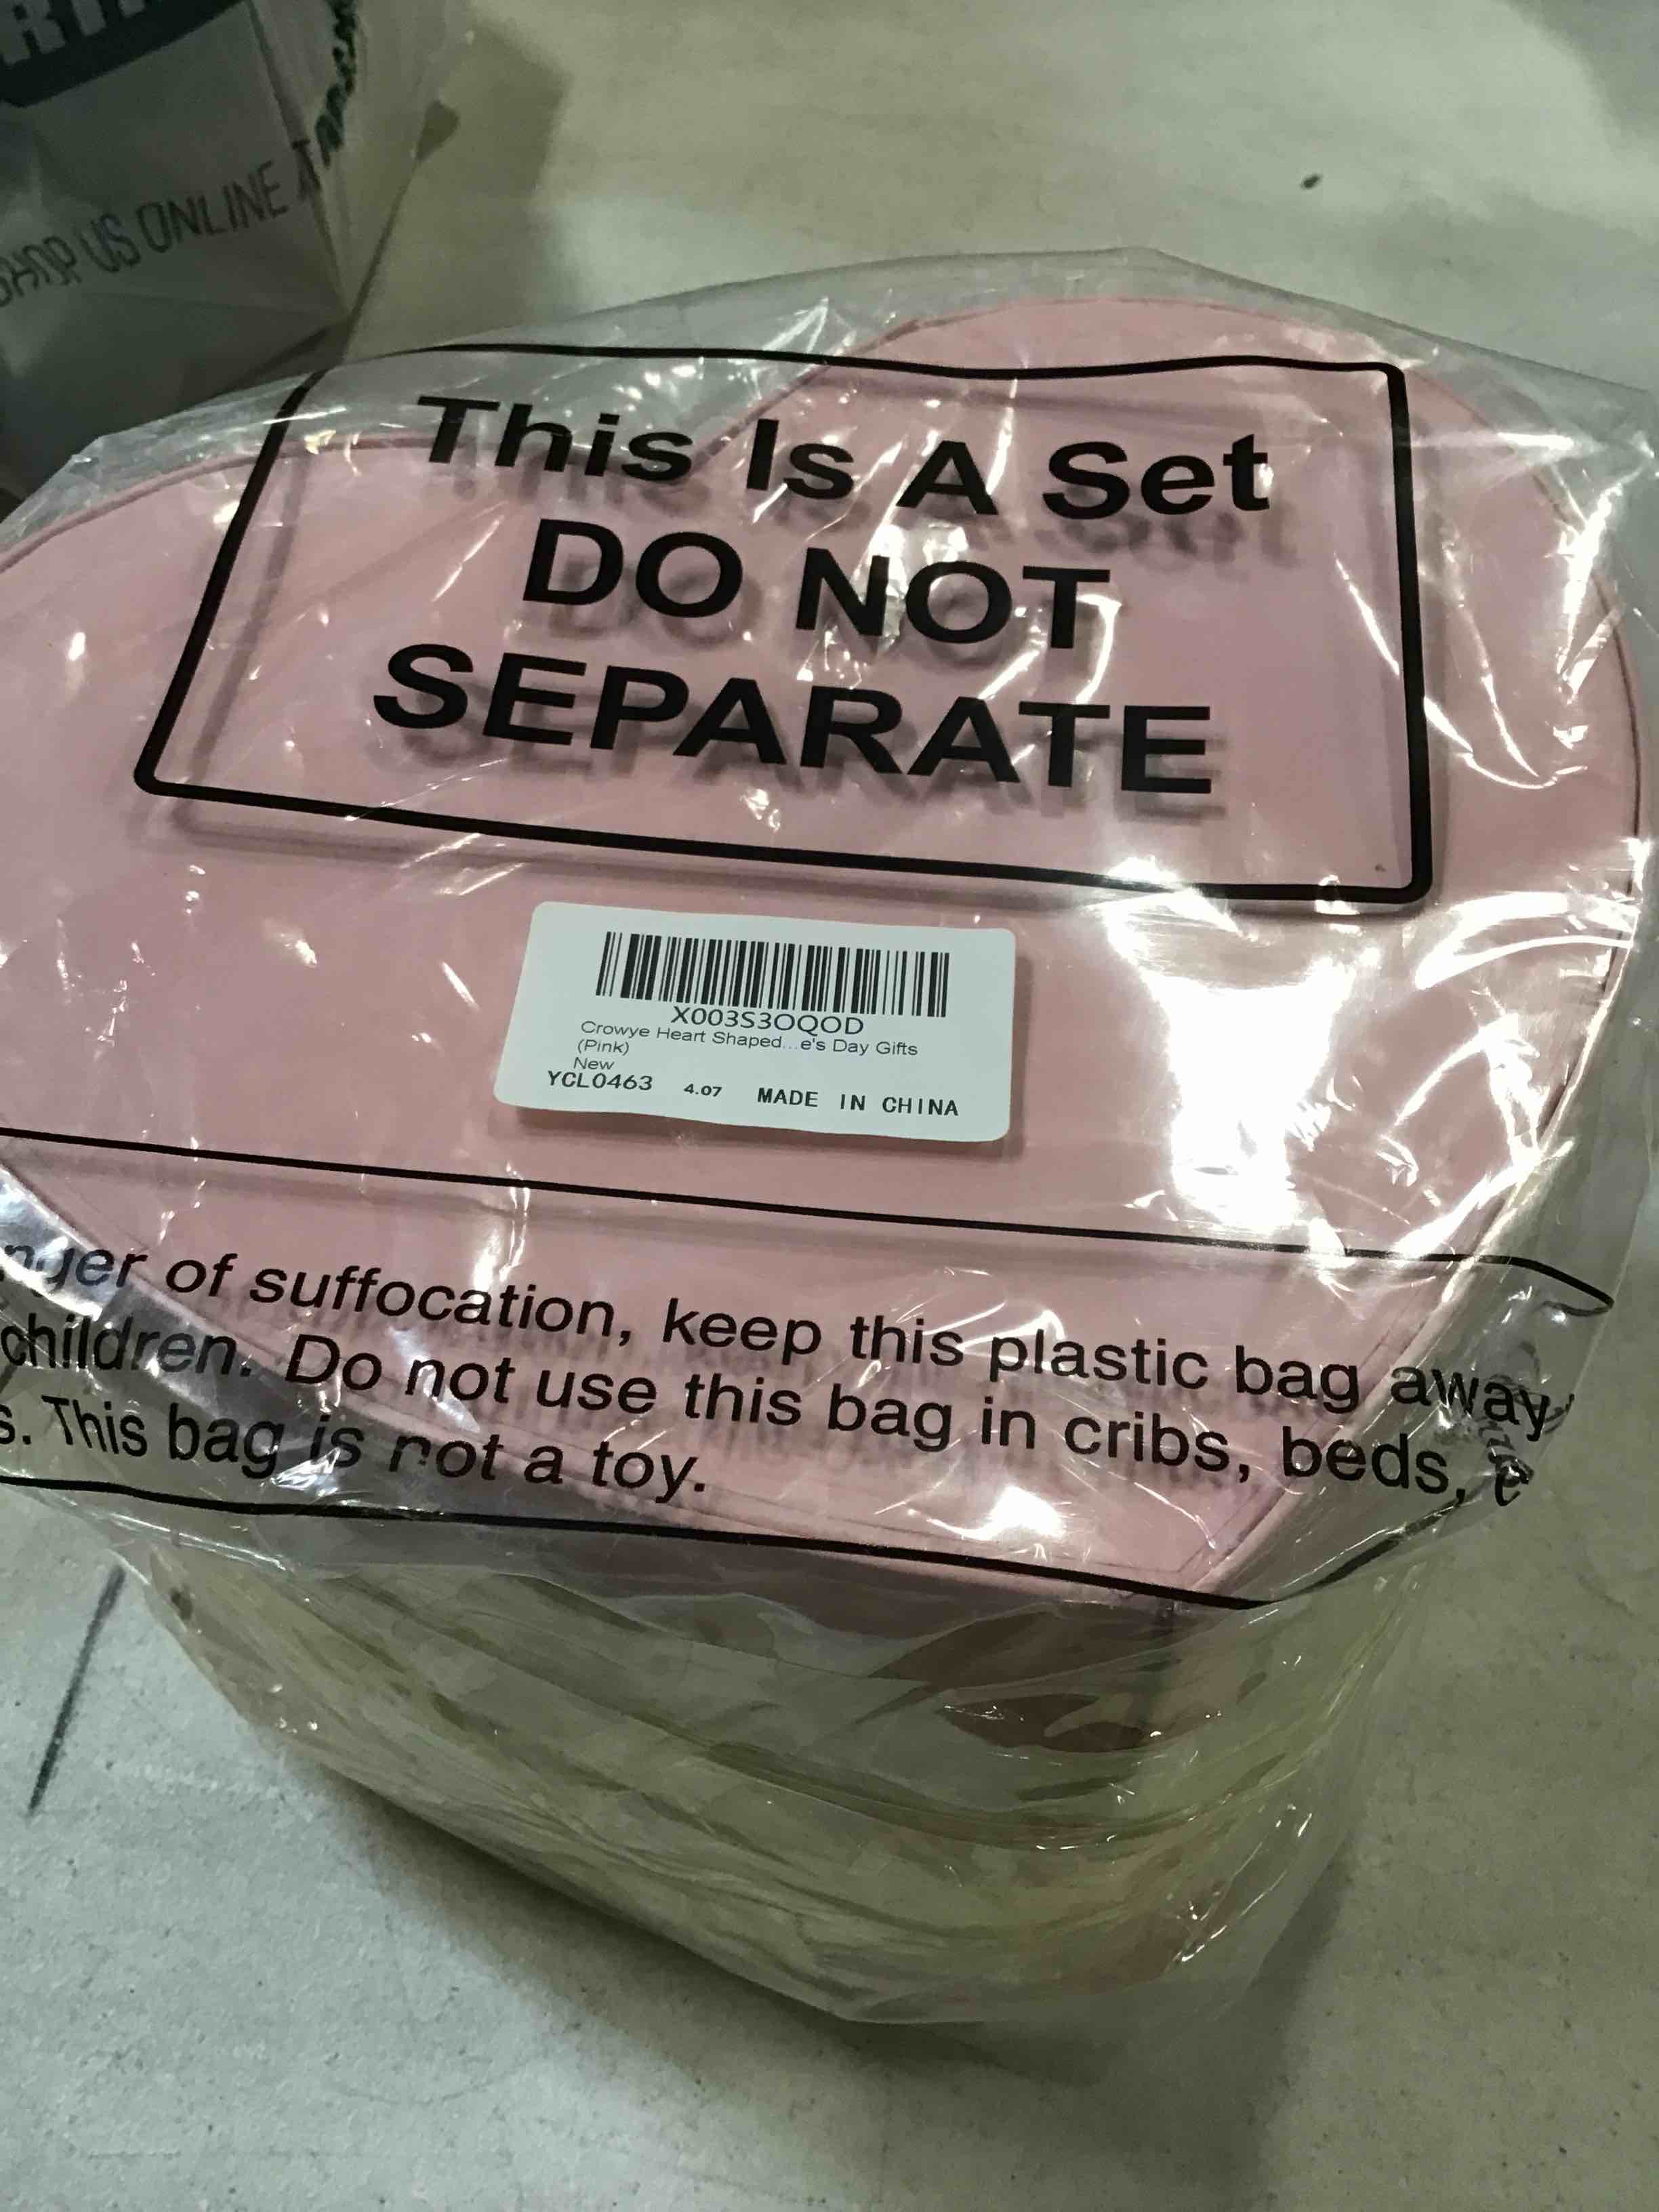 SHOP US ONLINE
This Is A Set
DO NOT
SEPARATE
X003S3OQOD
Crowye Heart Shaped...e's Day Gifts
(Pink)
New
YCL0463 4.07 MADE IN CHINA
nger of suffocation, keep this plastic bag away
children. Do not use this bag in cribs, beds,
s. This bag is not a toy.